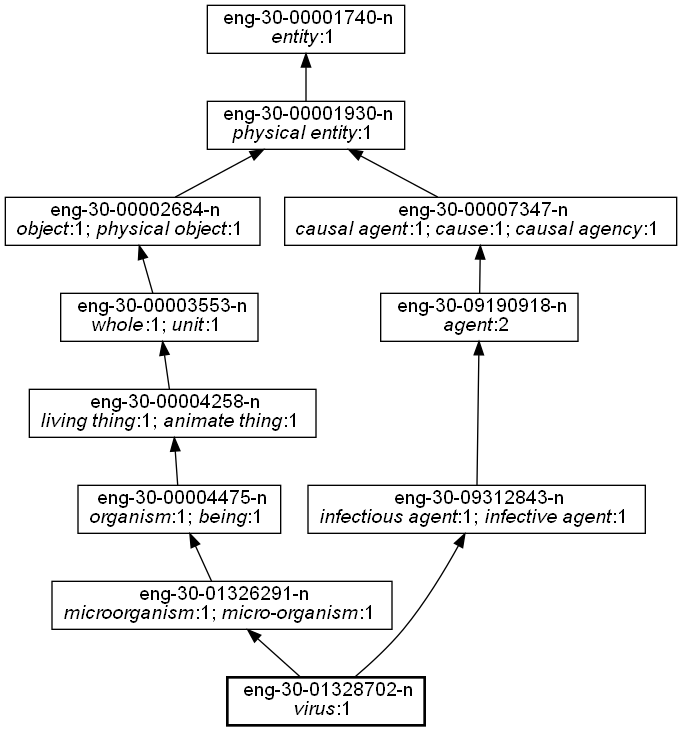 eng-30-00001740-n
entity:1
eng-30-00001930-n
physical entity:1
eng-30-00002684-n
object:1; physical object:1
eng-30-00007347-n
causal agent:1; cause:1; causal agency:1
eng-30-00003553-n
whole:1; unit:1
eng-30-09190918-n
agent:2
eng-30-00004258-n
living thing:1; animate thing:1
eng-30-00004475-n
organism:1; being:1
eng-30-09312843-n
infectious agent:1; infective agent:1
eng-30-01326291-n
microorganism:1; micro-organism:1
eng-30-01328702-n
virus:1